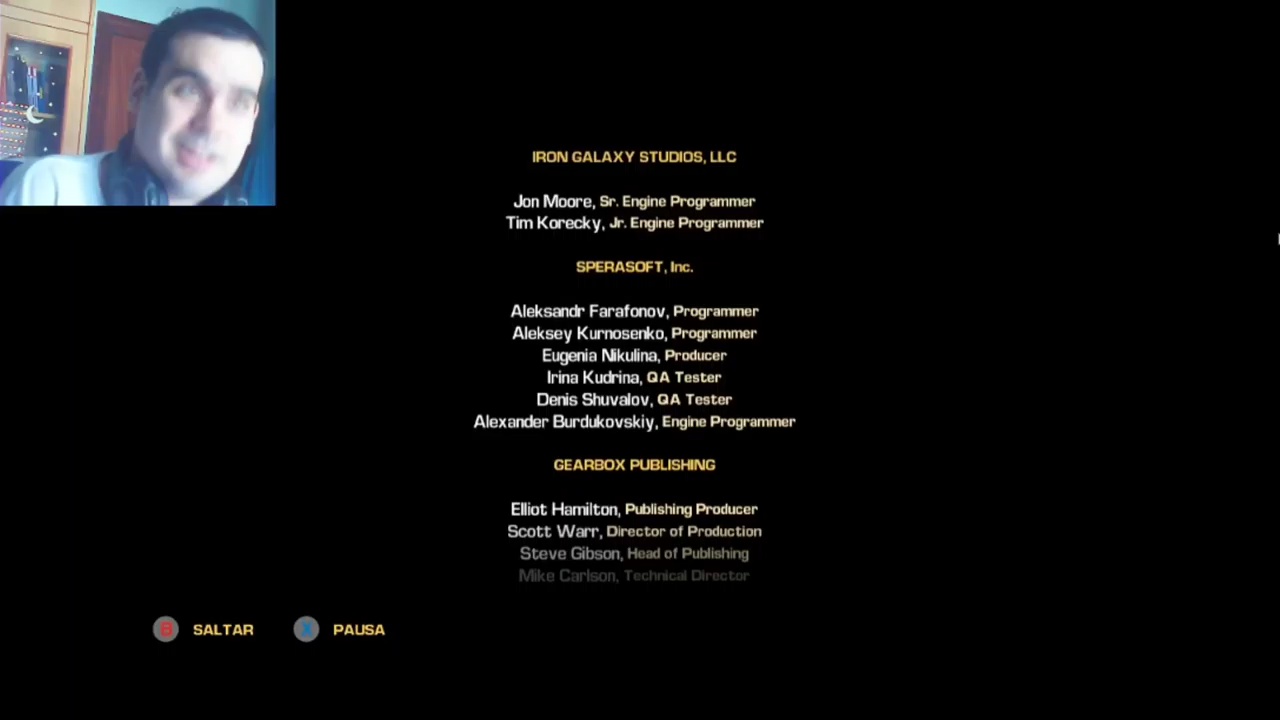 IRON GALAXY STUDIOS, LLC
Jon Moore, Sr. Engine Programmer
Tim Korecky, Jr. Engine Programmer
SPERASOFT, Inc.
Aleksandr Farafonov, Programmer
Aleksey Kurnosenko, Programmer
Eugenia Nikulina, Producer
Irina Kudrina, QA Tester
Denis Shuvalov, QA Tester
Alexander Burdukovskiy, Engine Programmer
GEARBOX PUBLISHING
Elliot Hamilton, Publishing Producer
Scott Warr, Director of Production
Steve Gibson, Head of Publishing
Mike Carlson, Technical Director
B SALTAR X PAUSA